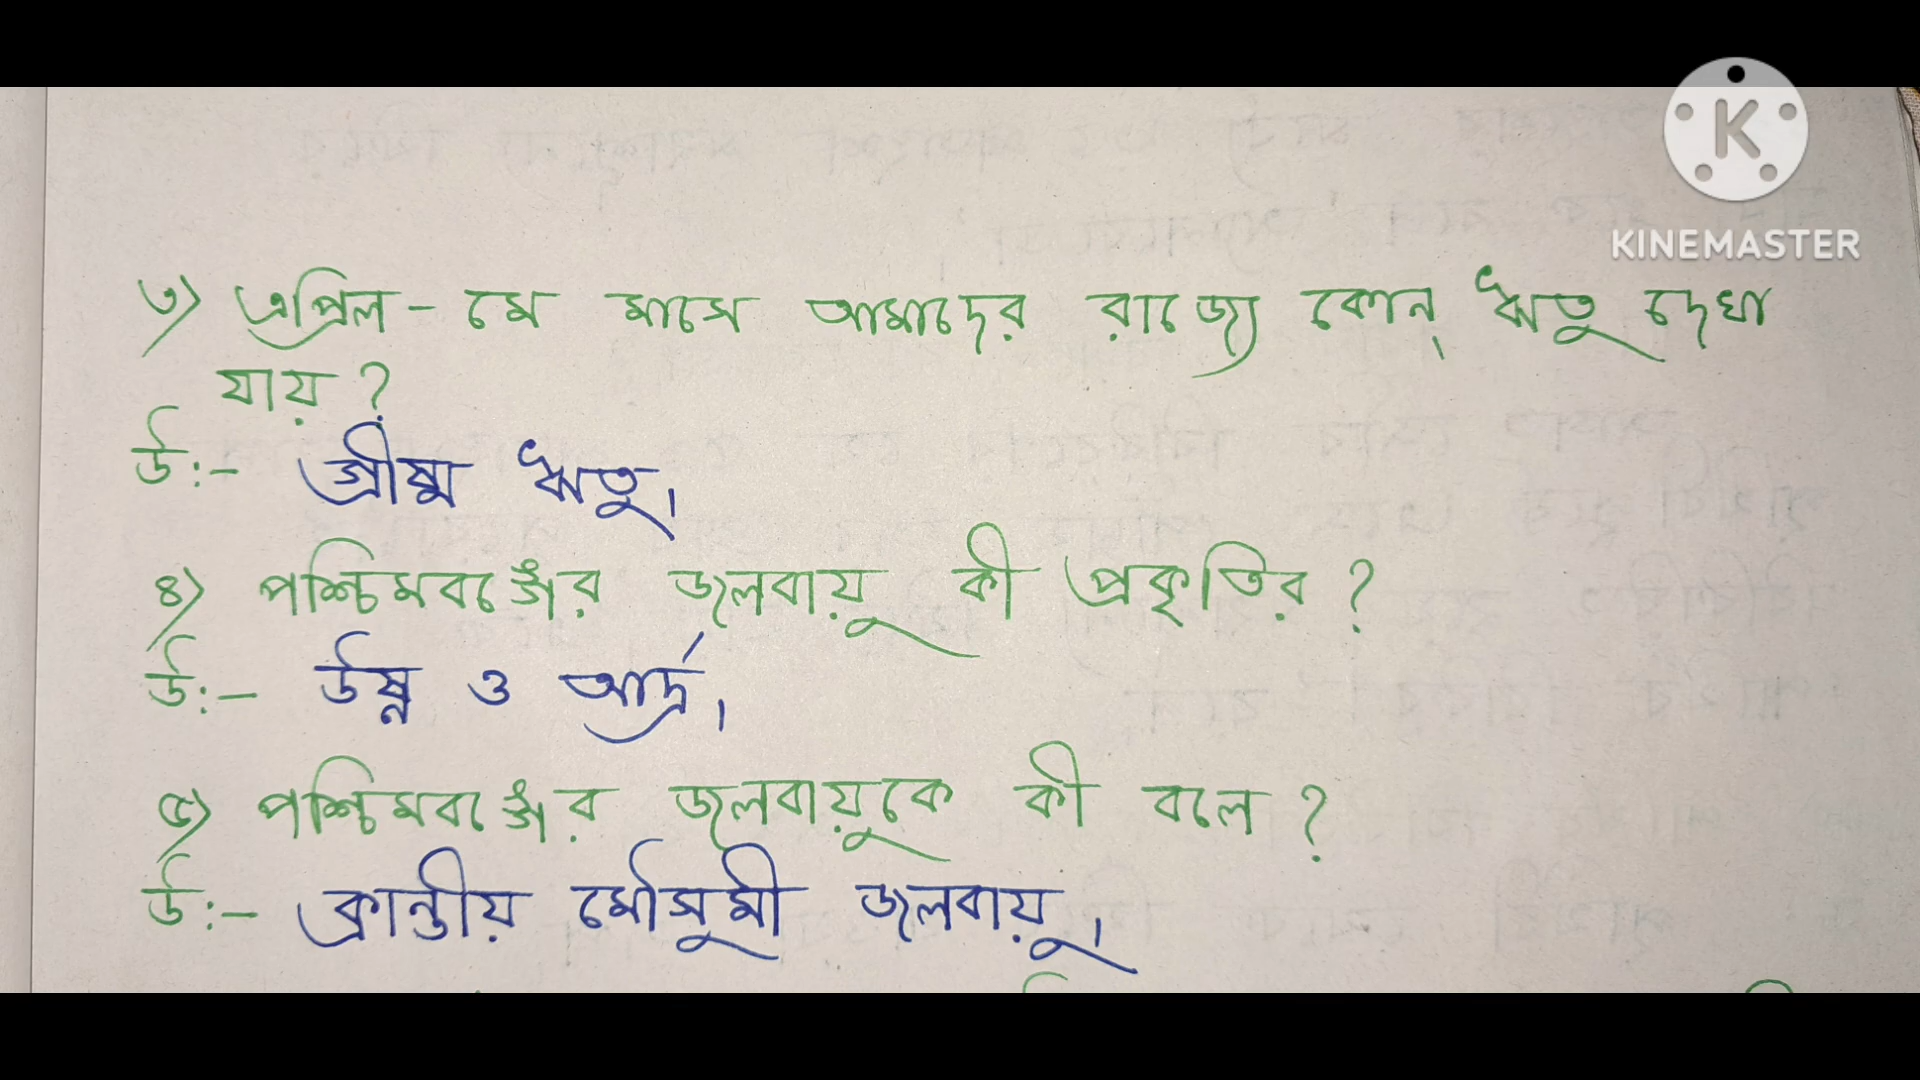 KINEMASTER
৩) এপ্রিল - মে মাসে আমাদের রাজ্যে কোন্ ঋতু দেখা
যায় ?
উ:- গ্রীষ্ম ঋতু।
৪) পশ্চিমবঙ্গের জলবায়ু কী প্রকৃতির ?
উ:- উষ্ণ ও আর্দ্র।
৫) পশ্চিমবঙ্গের জলবায়ুকে কী বলে ?
উ:- ক্রান্তীয় মৌসুমী জলবায়ু।